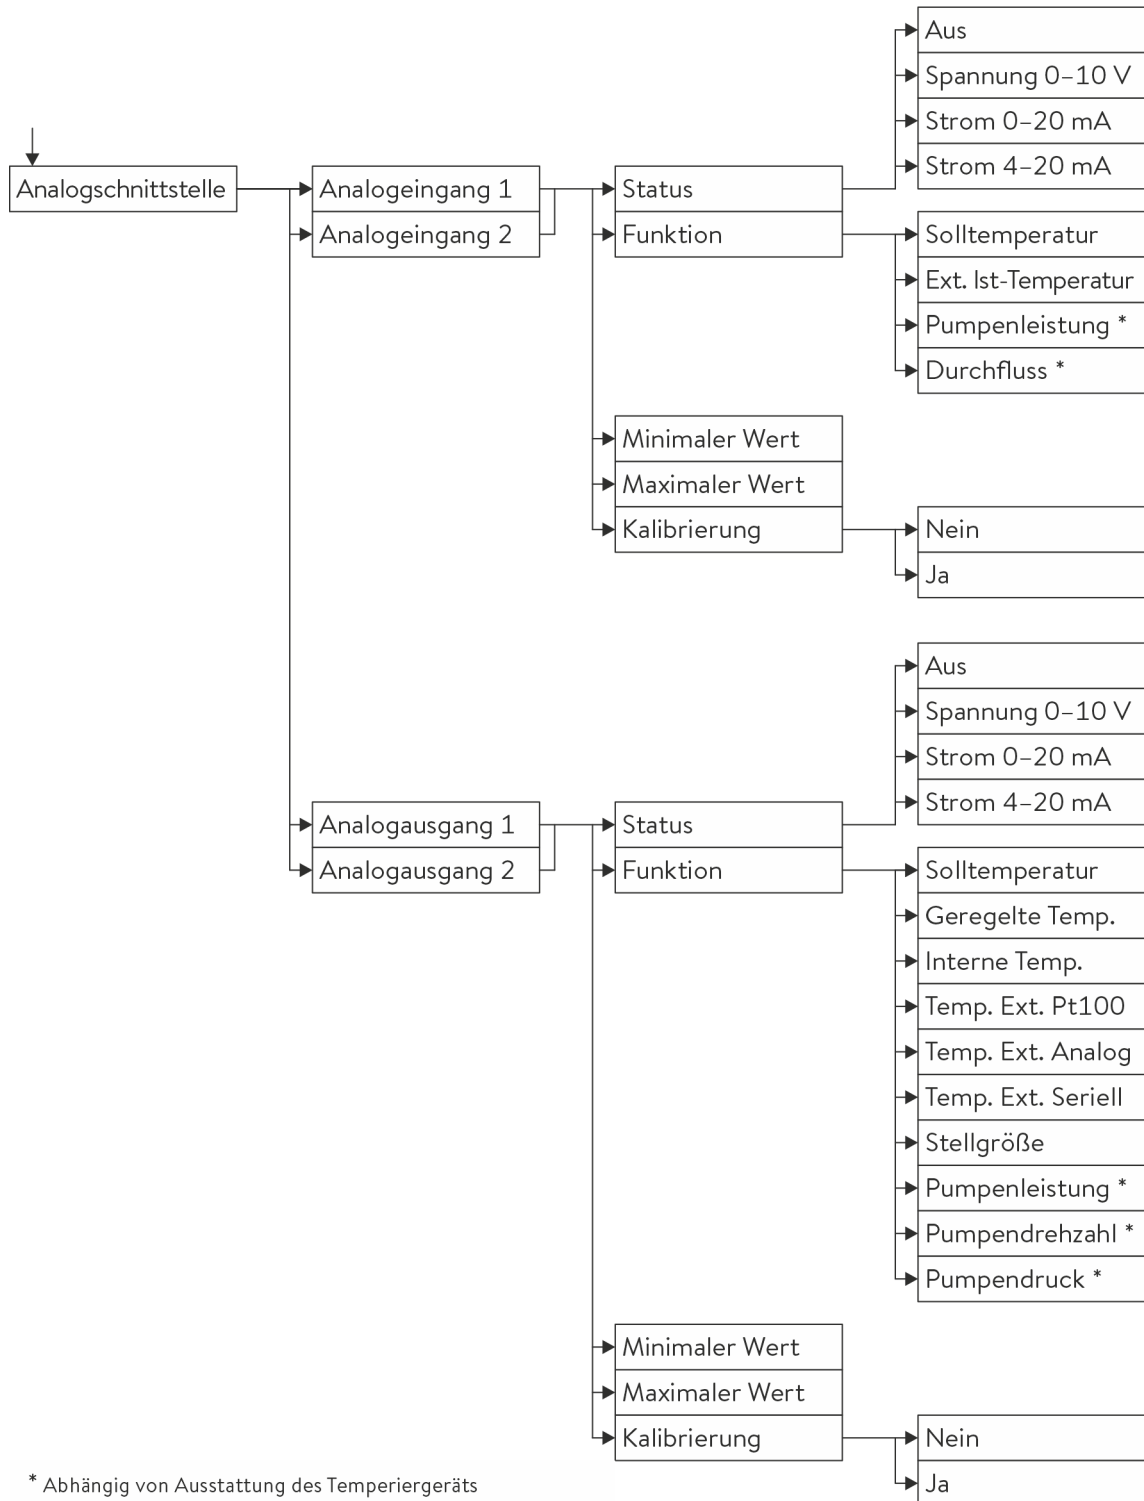 Analogschnittstelle
Analogeingang 1
Analogeingang 2
Status
Funktion
Aus
Spannung 0–10 V
Strom 0–20 mA
Strom 4–20 mA
Solltemperatur
Ext. Ist-Temperatur
Pumpenleistung *
Durchfluss *
Minimaler Wert
Maximaler Wert
Kalibrierung
Nein
Ja
Analogausgang 1
Analogausgang 2
Status
Funktion
Aus
Spannung 0–10 V
Strom 0–20 mA
Strom 4–20 mA
Solltemperatur
Geregelte Temp.
Interne Temp.
Temp. Ext. Pt100
Temp. Ext. Analog
Temp. Ext. Seriell
Stellgröße
Pumpenleistung *
Pumpendrehzahl *
Pumpendruck *
Minimaler Wert
Maximaler Wert
Kalibrierung
Nein
Ja
* Abhängig von Ausstattung des Temperiergeräts